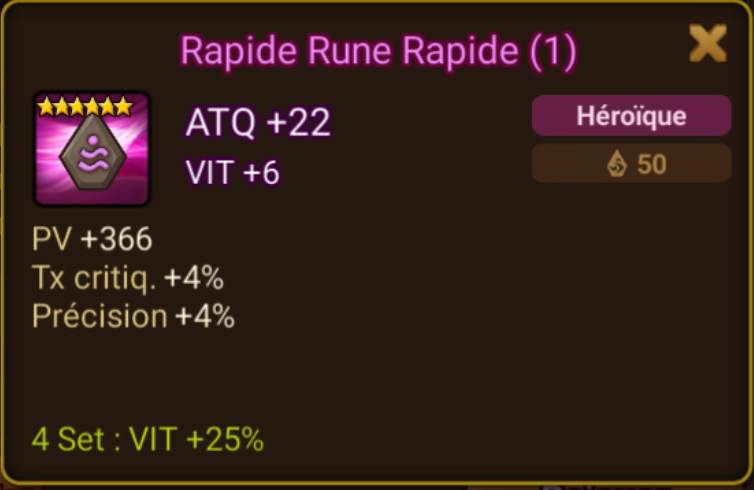 Rapide Rune Rapide (1)
ATQ +22
Héroïque
VIT +6
50
PV +366
Tx critiq. +4%
Précision +4%
4 Set : VIT +25%